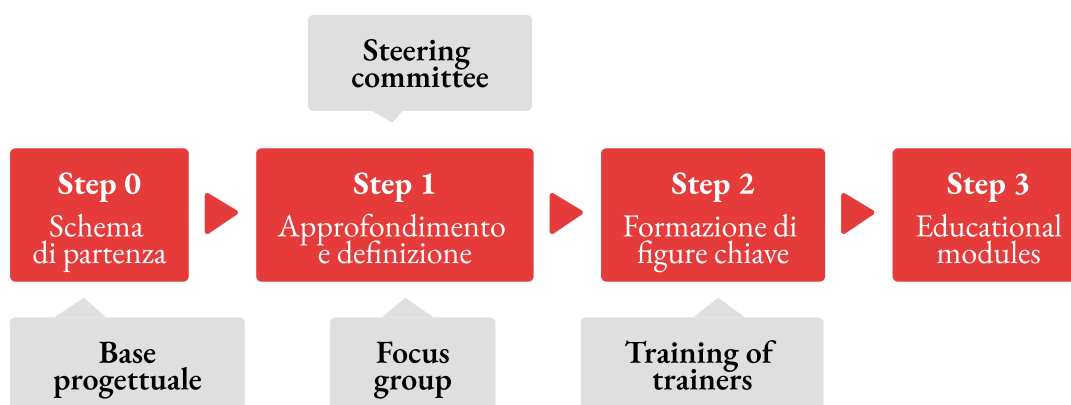 Steering
committee
Step 0
Schema
di partenza
Step 1
Approfondimento
e definizione
Step 2
Formazione di
figure chiave
Step 3
Educational
modules
Base
progettuale
Focus
group
Training of
trainers